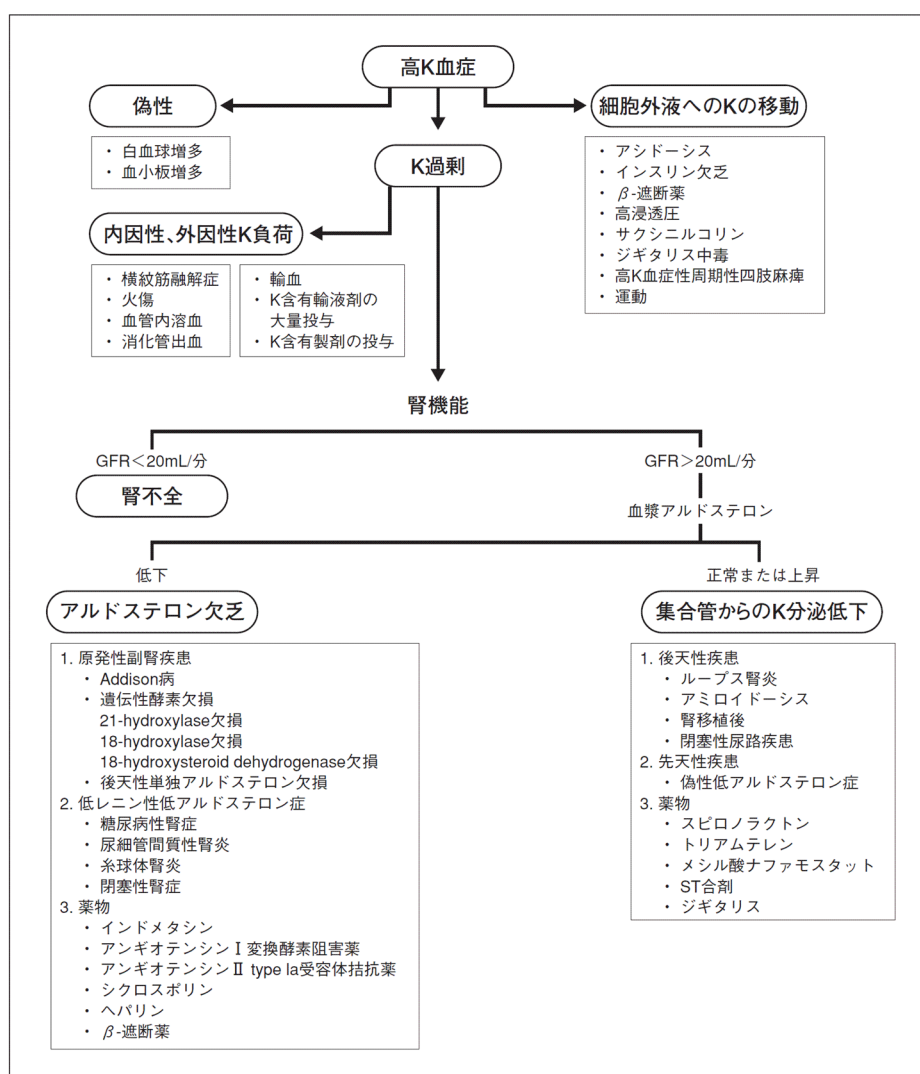 高K血症
偽性
・ 白血球増多
・ 血小板増多
細胞外液へのKの移動
・ アシドーシス
・ インスリン欠乏
・ β-遮断薬
・ 高浸透圧
・ サクシニルコリン
・ ジギタリス中毒
・ 高K血症性周期性四肢麻痺
・ 運動
K過剰
内因性、外因性K負荷
・ 横紋筋融解症
・ 火傷
・ 血管内溶血
・ 消化管出血
・ 輸血
・ K含有輸液剤の
大量投与
・ K含有製剤の投与
腎機能
GFR<20mL/分
腎不全
GFR>20mL/分
血漿アルドステロン
低下
アルドステロン欠乏
1. 原発性副腎疾患
・ Addison病
・ 遺伝性酵素欠損
21-hydroxylase欠損
18-hydroxylase欠損
18-hydroxysteroid dehydrogenase欠損
・ 後天性単独アルドステロン欠損
2. 低レニン性低アルドステロン症
・ 糖尿病性腎症
・ 尿細管間質性腎炎
・ 糸球体腎炎
・ 閉塞性腎症
3. 薬物
・ インドメタシン
・ アンギオテンシンⅠ変換酵素阻害薬
・ アンギオテンシンⅡ type Ia受容体拮抗薬
・ シクロスポリン
・ ヘパリン
・ β-遮断薬
正常または上昇
集合管からのK分泌低下
1. 後天性疾患
・ ループス腎炎
・ アミロイドーシス
・ 腎移植後
・ 閉塞性尿路疾患
2. 先天性疾患
・ 偽性低アルドステロン症
3. 薬物
・ スピロノラクトン
・ トリアムテレン
・ メシル酸ナファモスタット
・ ST合剤
・ ジギタリス